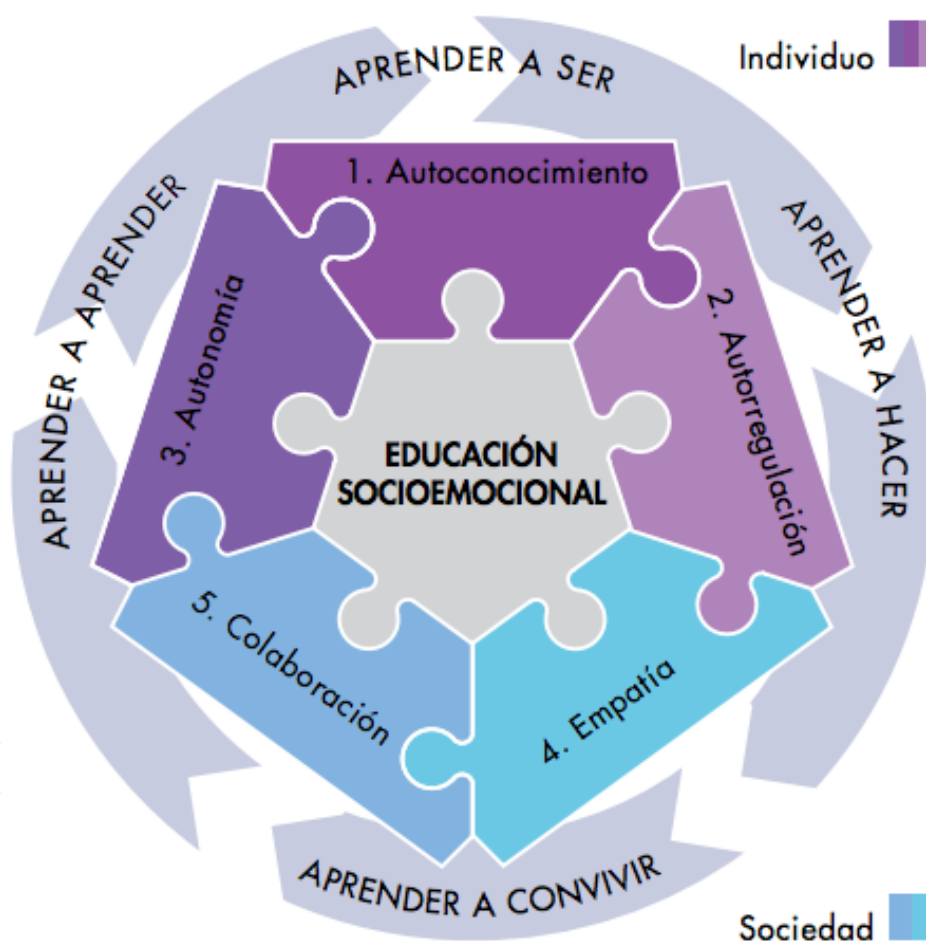 Individuo
APRENDER A SER
1. Autoconocimiento
APRENDER A HACER
2. Autorregulación
APRENDER A APRENDER
3. Autonomía
EDUCACIÓN
SOCIOEMOCIONAL
4. Empatía
5. Colaboración
APRENDER A CONVIVIR
Sociedad